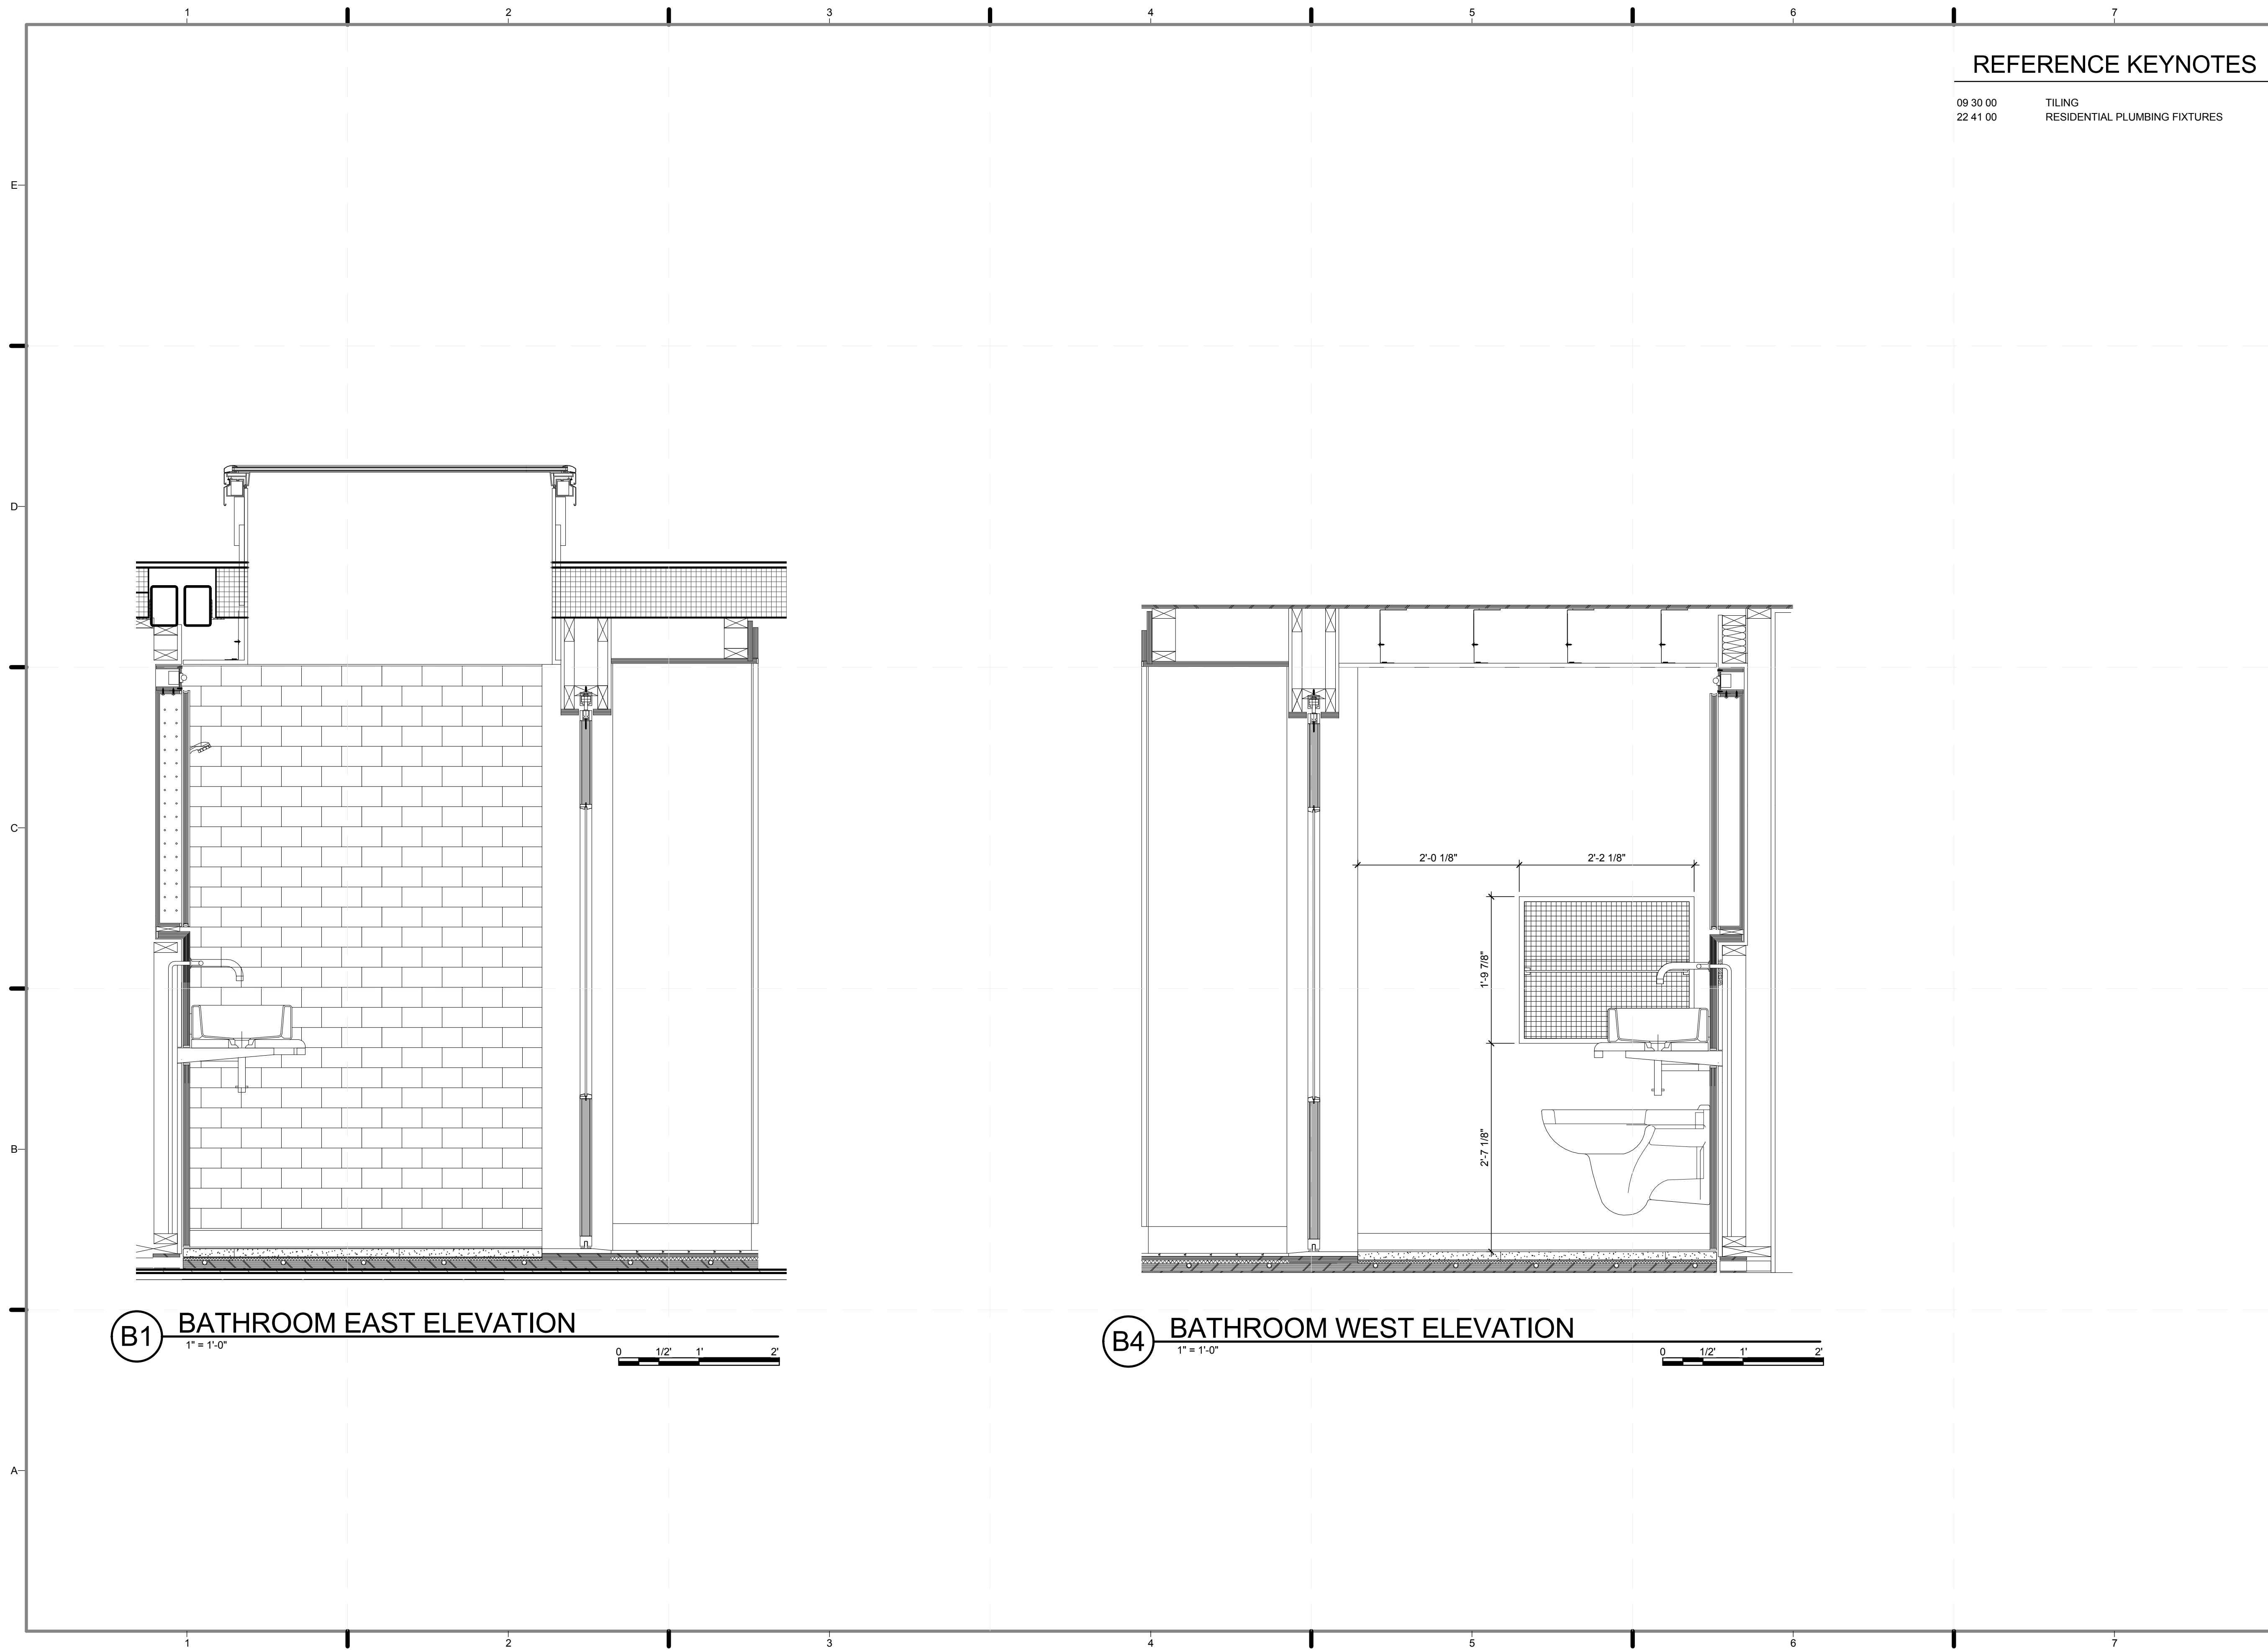 1 2 3 4 5 6 7
REFERENCE KEYNOTES
09 30 00 TILING
22 41 00 RESIDENTIAL PLUMBING FIXTURES
E
D
C
B
A
2'-0 1/8" 2'-2 1/8"
1'-9 7/8"
2'-7 1/8"
B1 BATHROOM EAST ELEVATION
1" = 1'-0"
0 1/2' 1' 2'
B4 BATHROOM WEST ELEVATION
1" = 1'-0"
0 1/2' 1' 2'
1 2 3 4 5 6 7